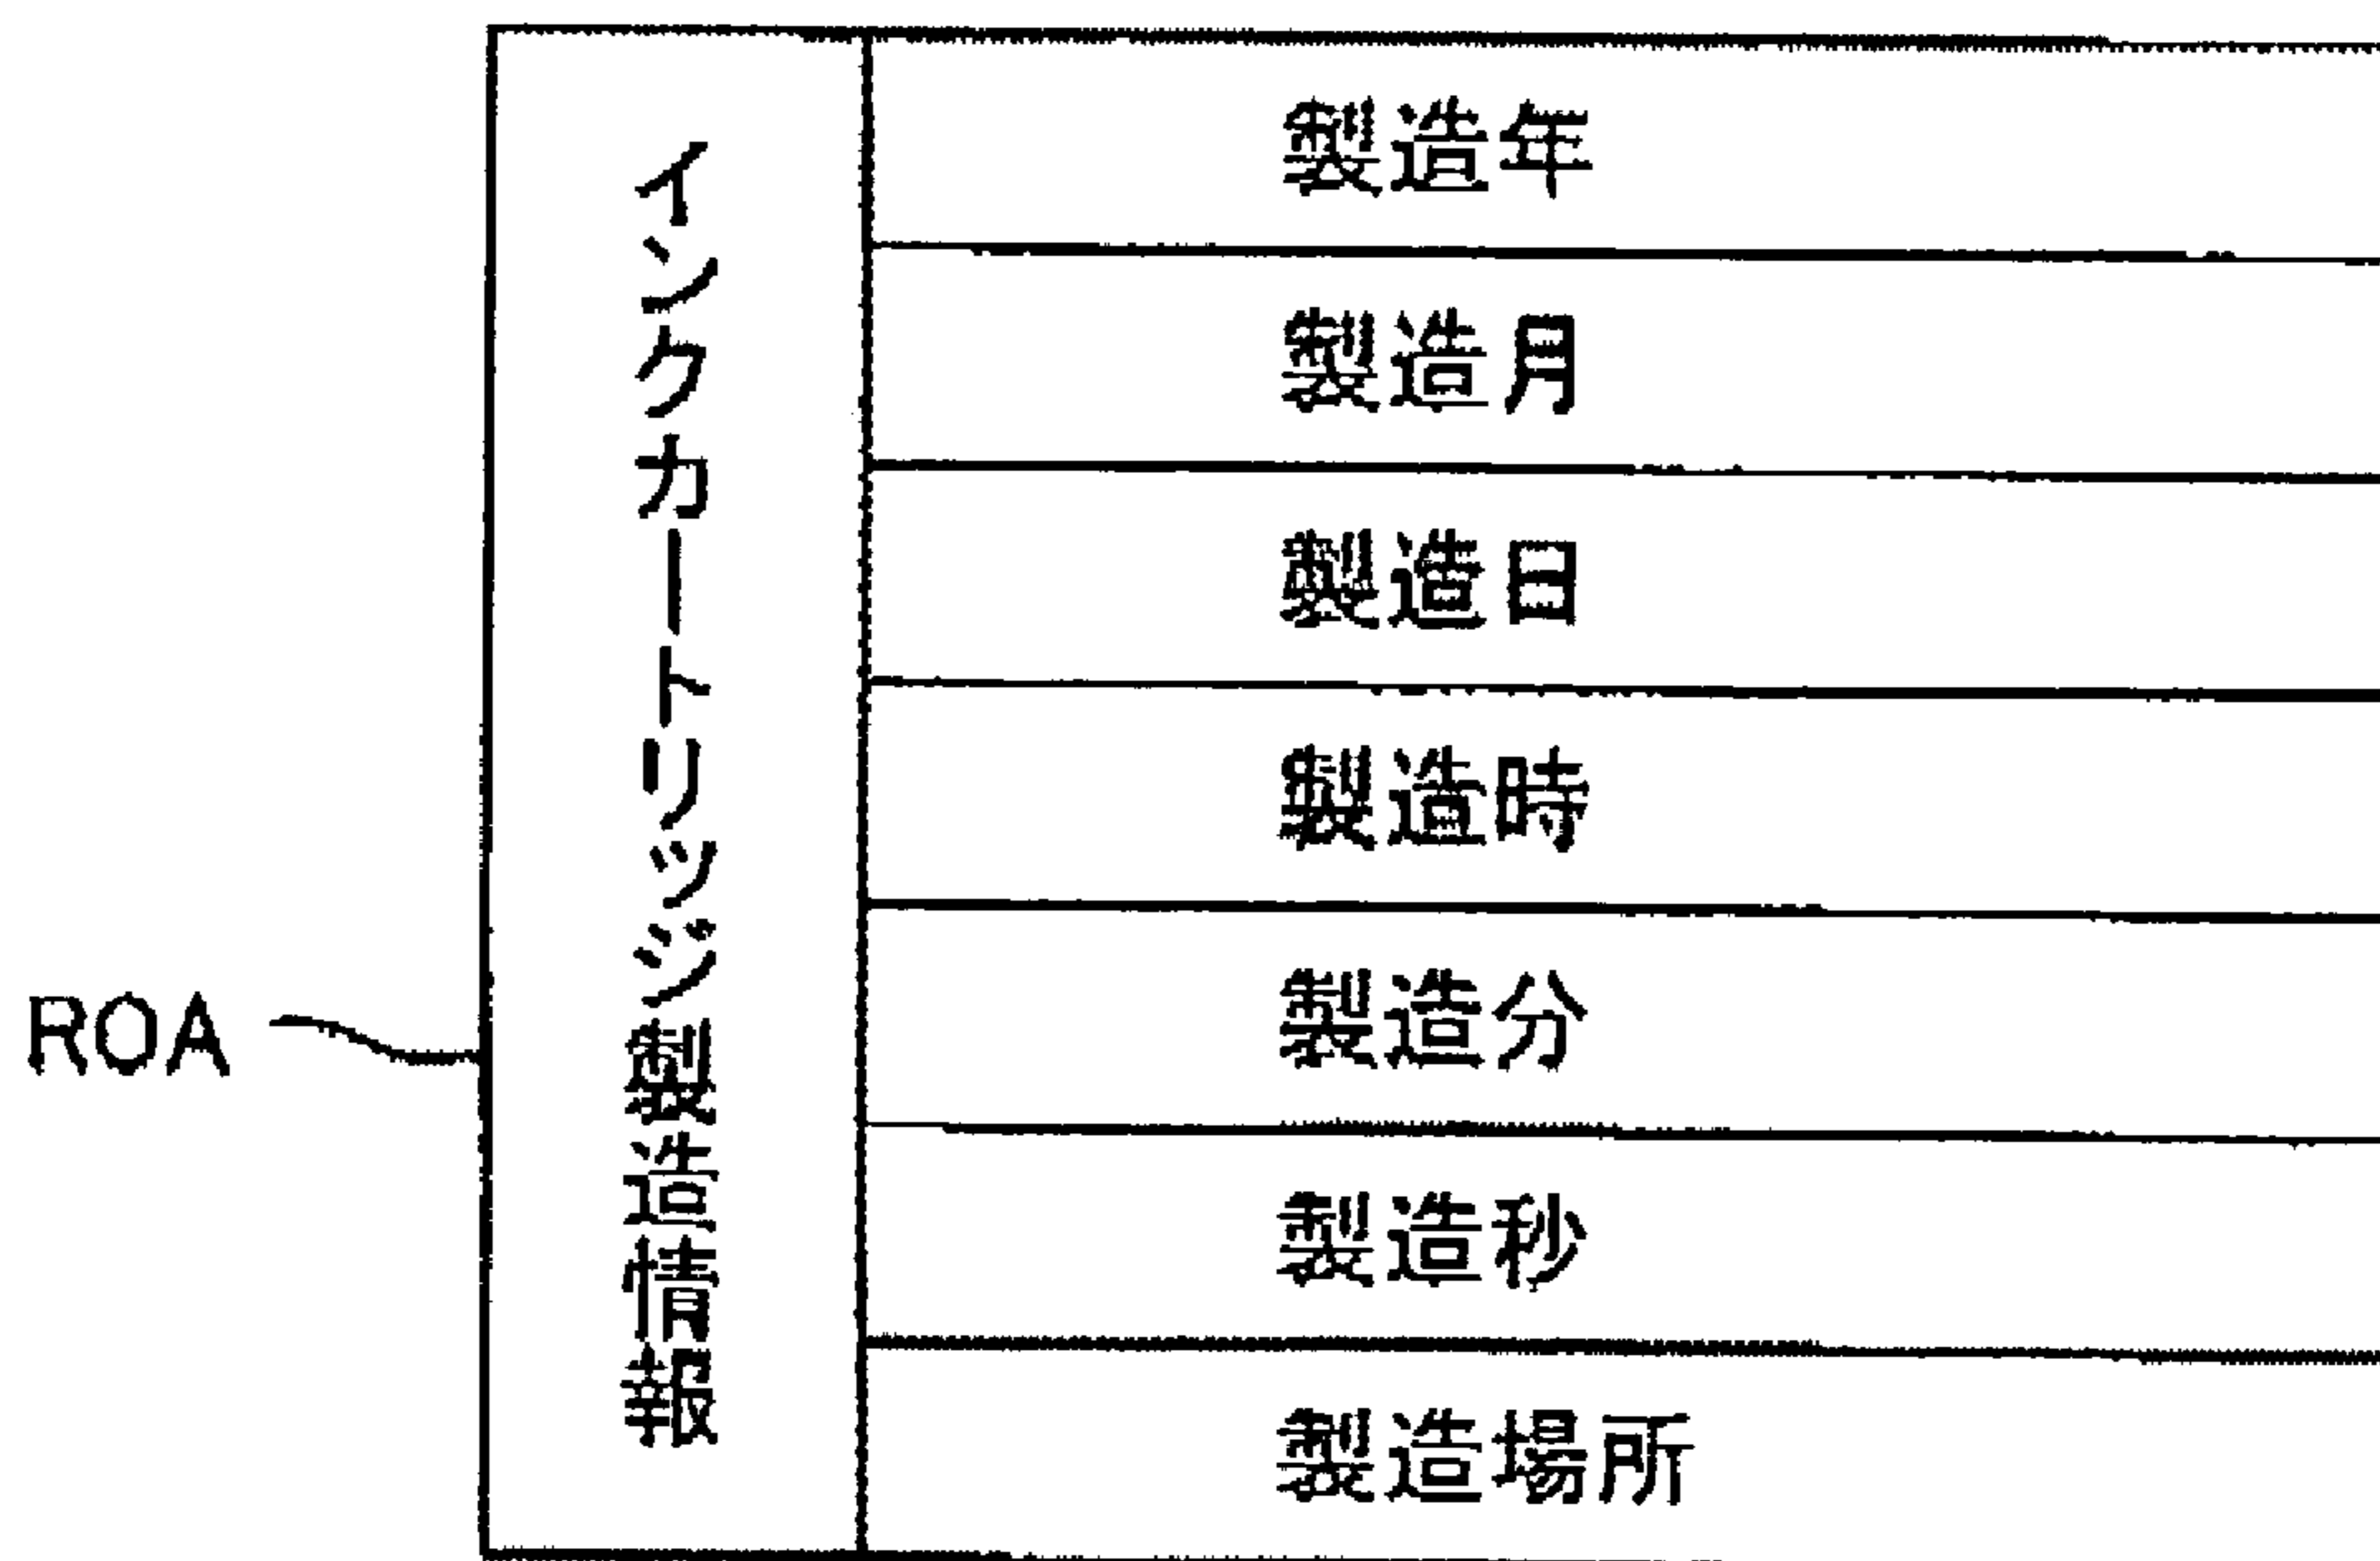 ROA
インクカートリッジ製造情報
製造年
製造月
製造日
製造時
製造分
製造秒
製造場所